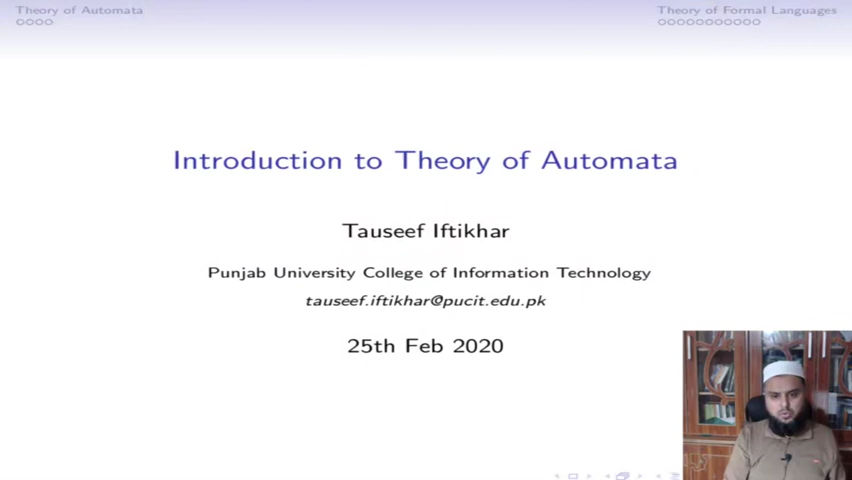 Theory of Automata
Theory of Formal Languages
Introduction to Theory of Automata
Tauseef Iftikhar
Punjab University College of Information Technology
tauseef.iftikhar@pucit.edu.pk
25th Feb 2020